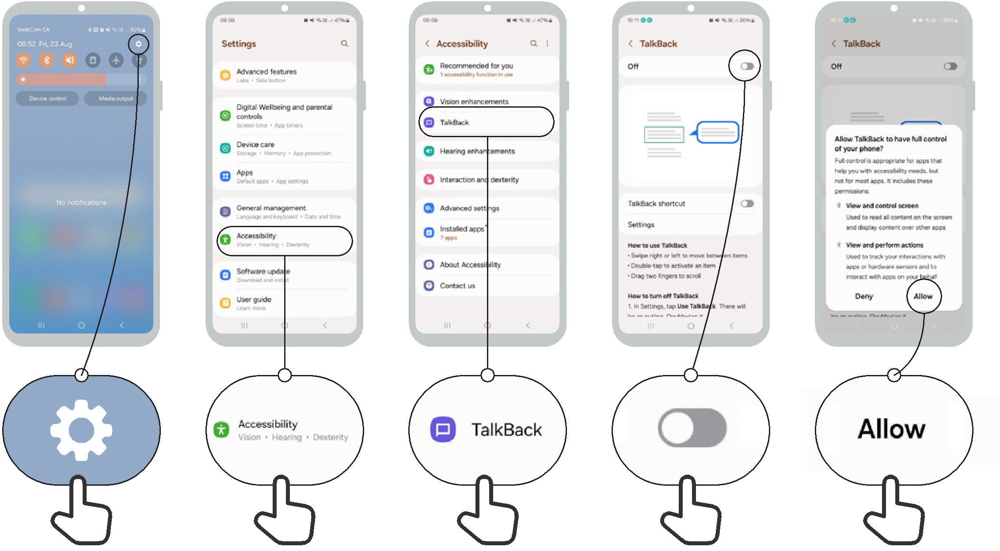 VodaCom-SA
50%
08:52 Fri, 23 Aug
Device control
Media output
No notifications
09:08
47%
Settings
Advanced features
Labs • Side button
Digital Wellbeing and parental
controls
Screen time • App timers
Device care
Storage • Memory • App protection
Apps
Default apps • App settings
General management
Language and keyboard • Date and time
Accessibility
Vision • Hearing • Dexterity
Software update
Download and install
User guide
Learn more
09:08
47%
Accessibility
Recommended for you
1 accessibility function in use
Vision enhancements
TalkBack
Hearing enhancements
Interaction and dexterity
Advanced settings
Installed apps
7 apps
About Accessibility
Contact us
10:11
36%
TalkBack
Off
TalkBack shortcut
Settings
How to use TalkBack
• Swipe right or left to move between items
• Double-tap to activate an item
• Drag two fingers to scroll
How to turn off TalkBack
1. In Settings, tap Use TalkBack. There will
be an outline. Double-tap it
10:11
36%
TalkBack
Off
Allow TalkBack to have full control
of your phone?
Full control is appropriate for apps that
help you with accessibility needs, but
not for most apps. It includes these
permissions:
View and control screen
Used to read all content on the screen
and display content over other apps
View and perform actions
Used to track your interactions with
apps or hardware sensors and to
interact with apps on your behalf
Deny
Allow
be an outline. Double-tap it
Accessibility
Vision • Hearing • Dexterity
TalkBack
Allow